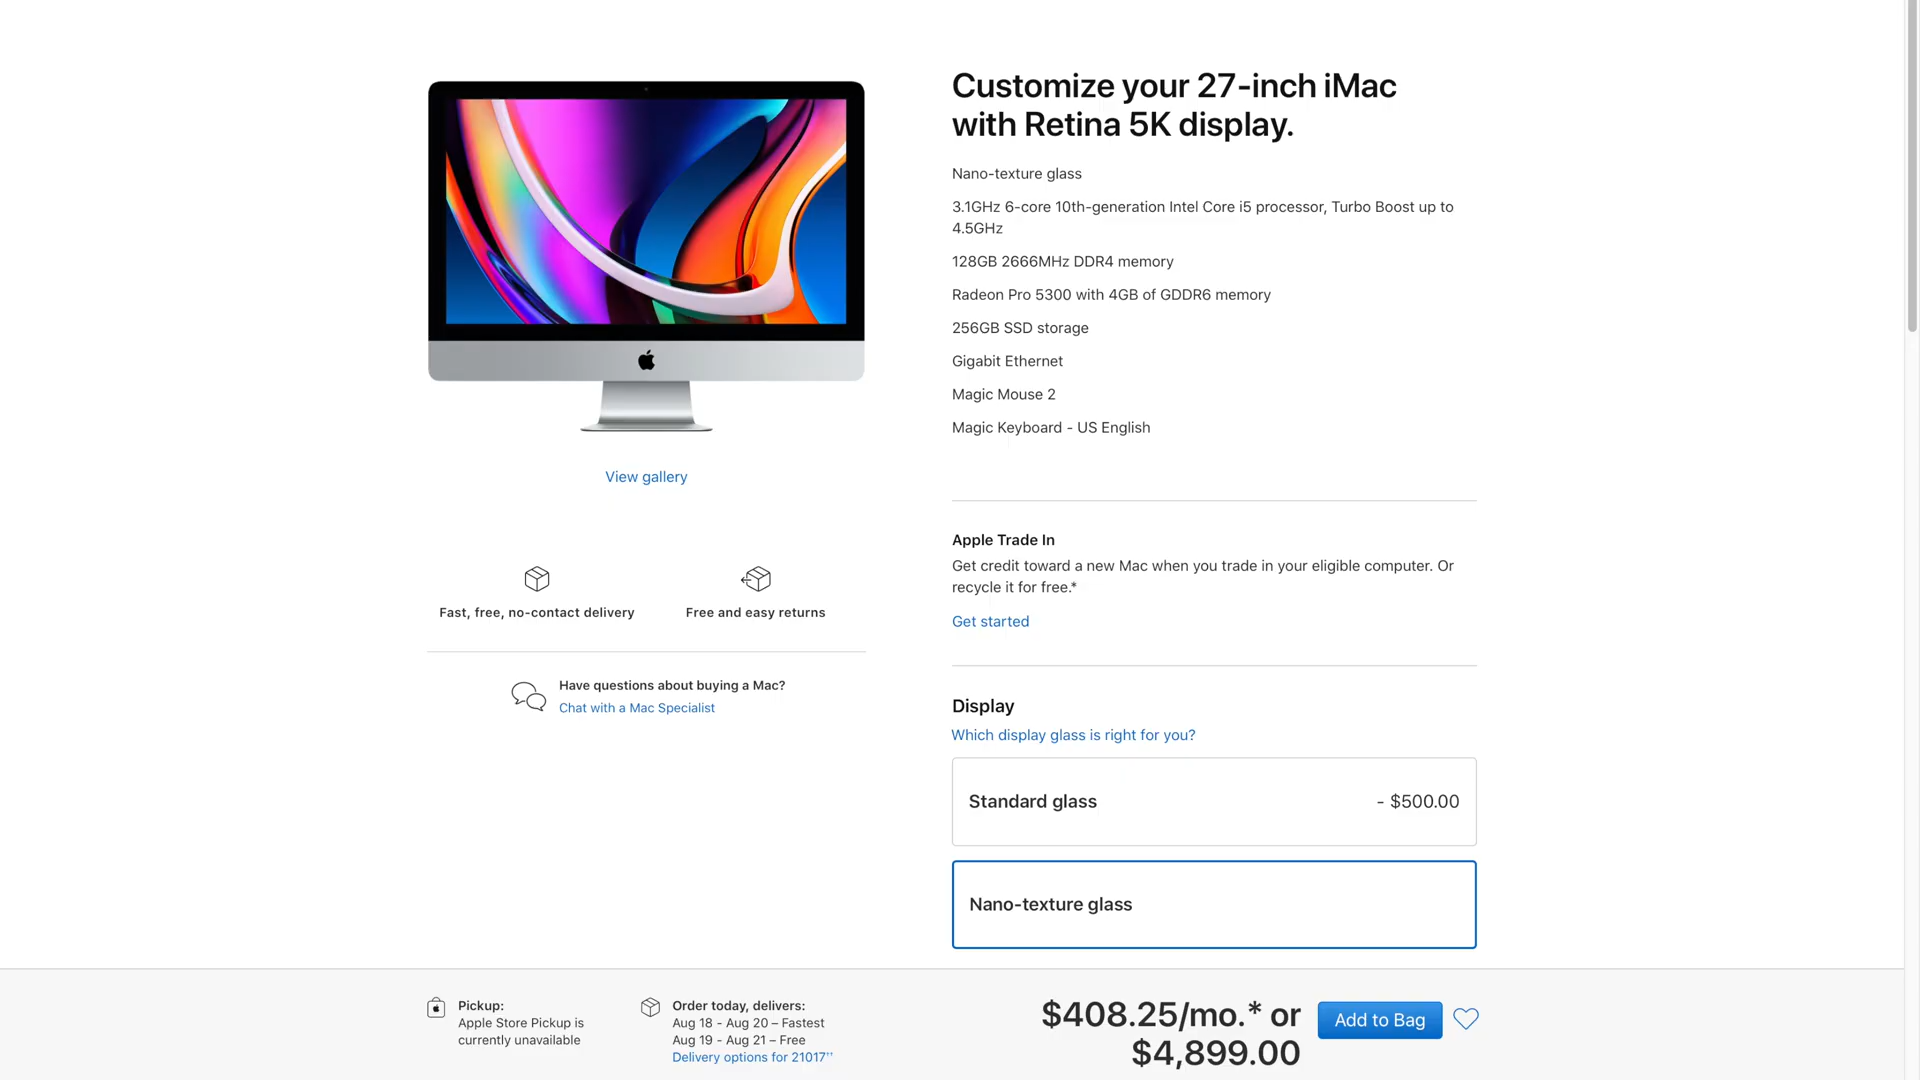 Customize your 27-inch iMac
with Retina 5K display.
Nano-texture glass
3.1GHz 6-core 10th-generation Intel Core i5 processor, Turbo Boost up to
4.5GHz
128GB 2666MHz DDR4 memory
Radeon Pro 5300 with 4GB of GDDR6 memory
256GB SSD storage
Gigabit Ethernet
Magic Mouse 2
Magic Keyboard - US English
View gallery
Fast, free, no-contact delivery
Free and easy returns
Have questions about buying a Mac?
Chat with a Mac Specialist
Apple Trade In
Get credit toward a new Mac when you trade in your eligible computer. Or
recycle it for free.*
Get started
Display
Which display glass is right for you?
Standard glass
- $500.00
Nano-texture glass
Pickup:
Apple Store Pickup is
currently unavailable
Order today, delivers:
Aug 18 - Aug 20 – Fastest
Aug 19 - Aug 21 – Free
Delivery options for 21017††
$408.25/mo.* or
$4,899.00
Add to Bag